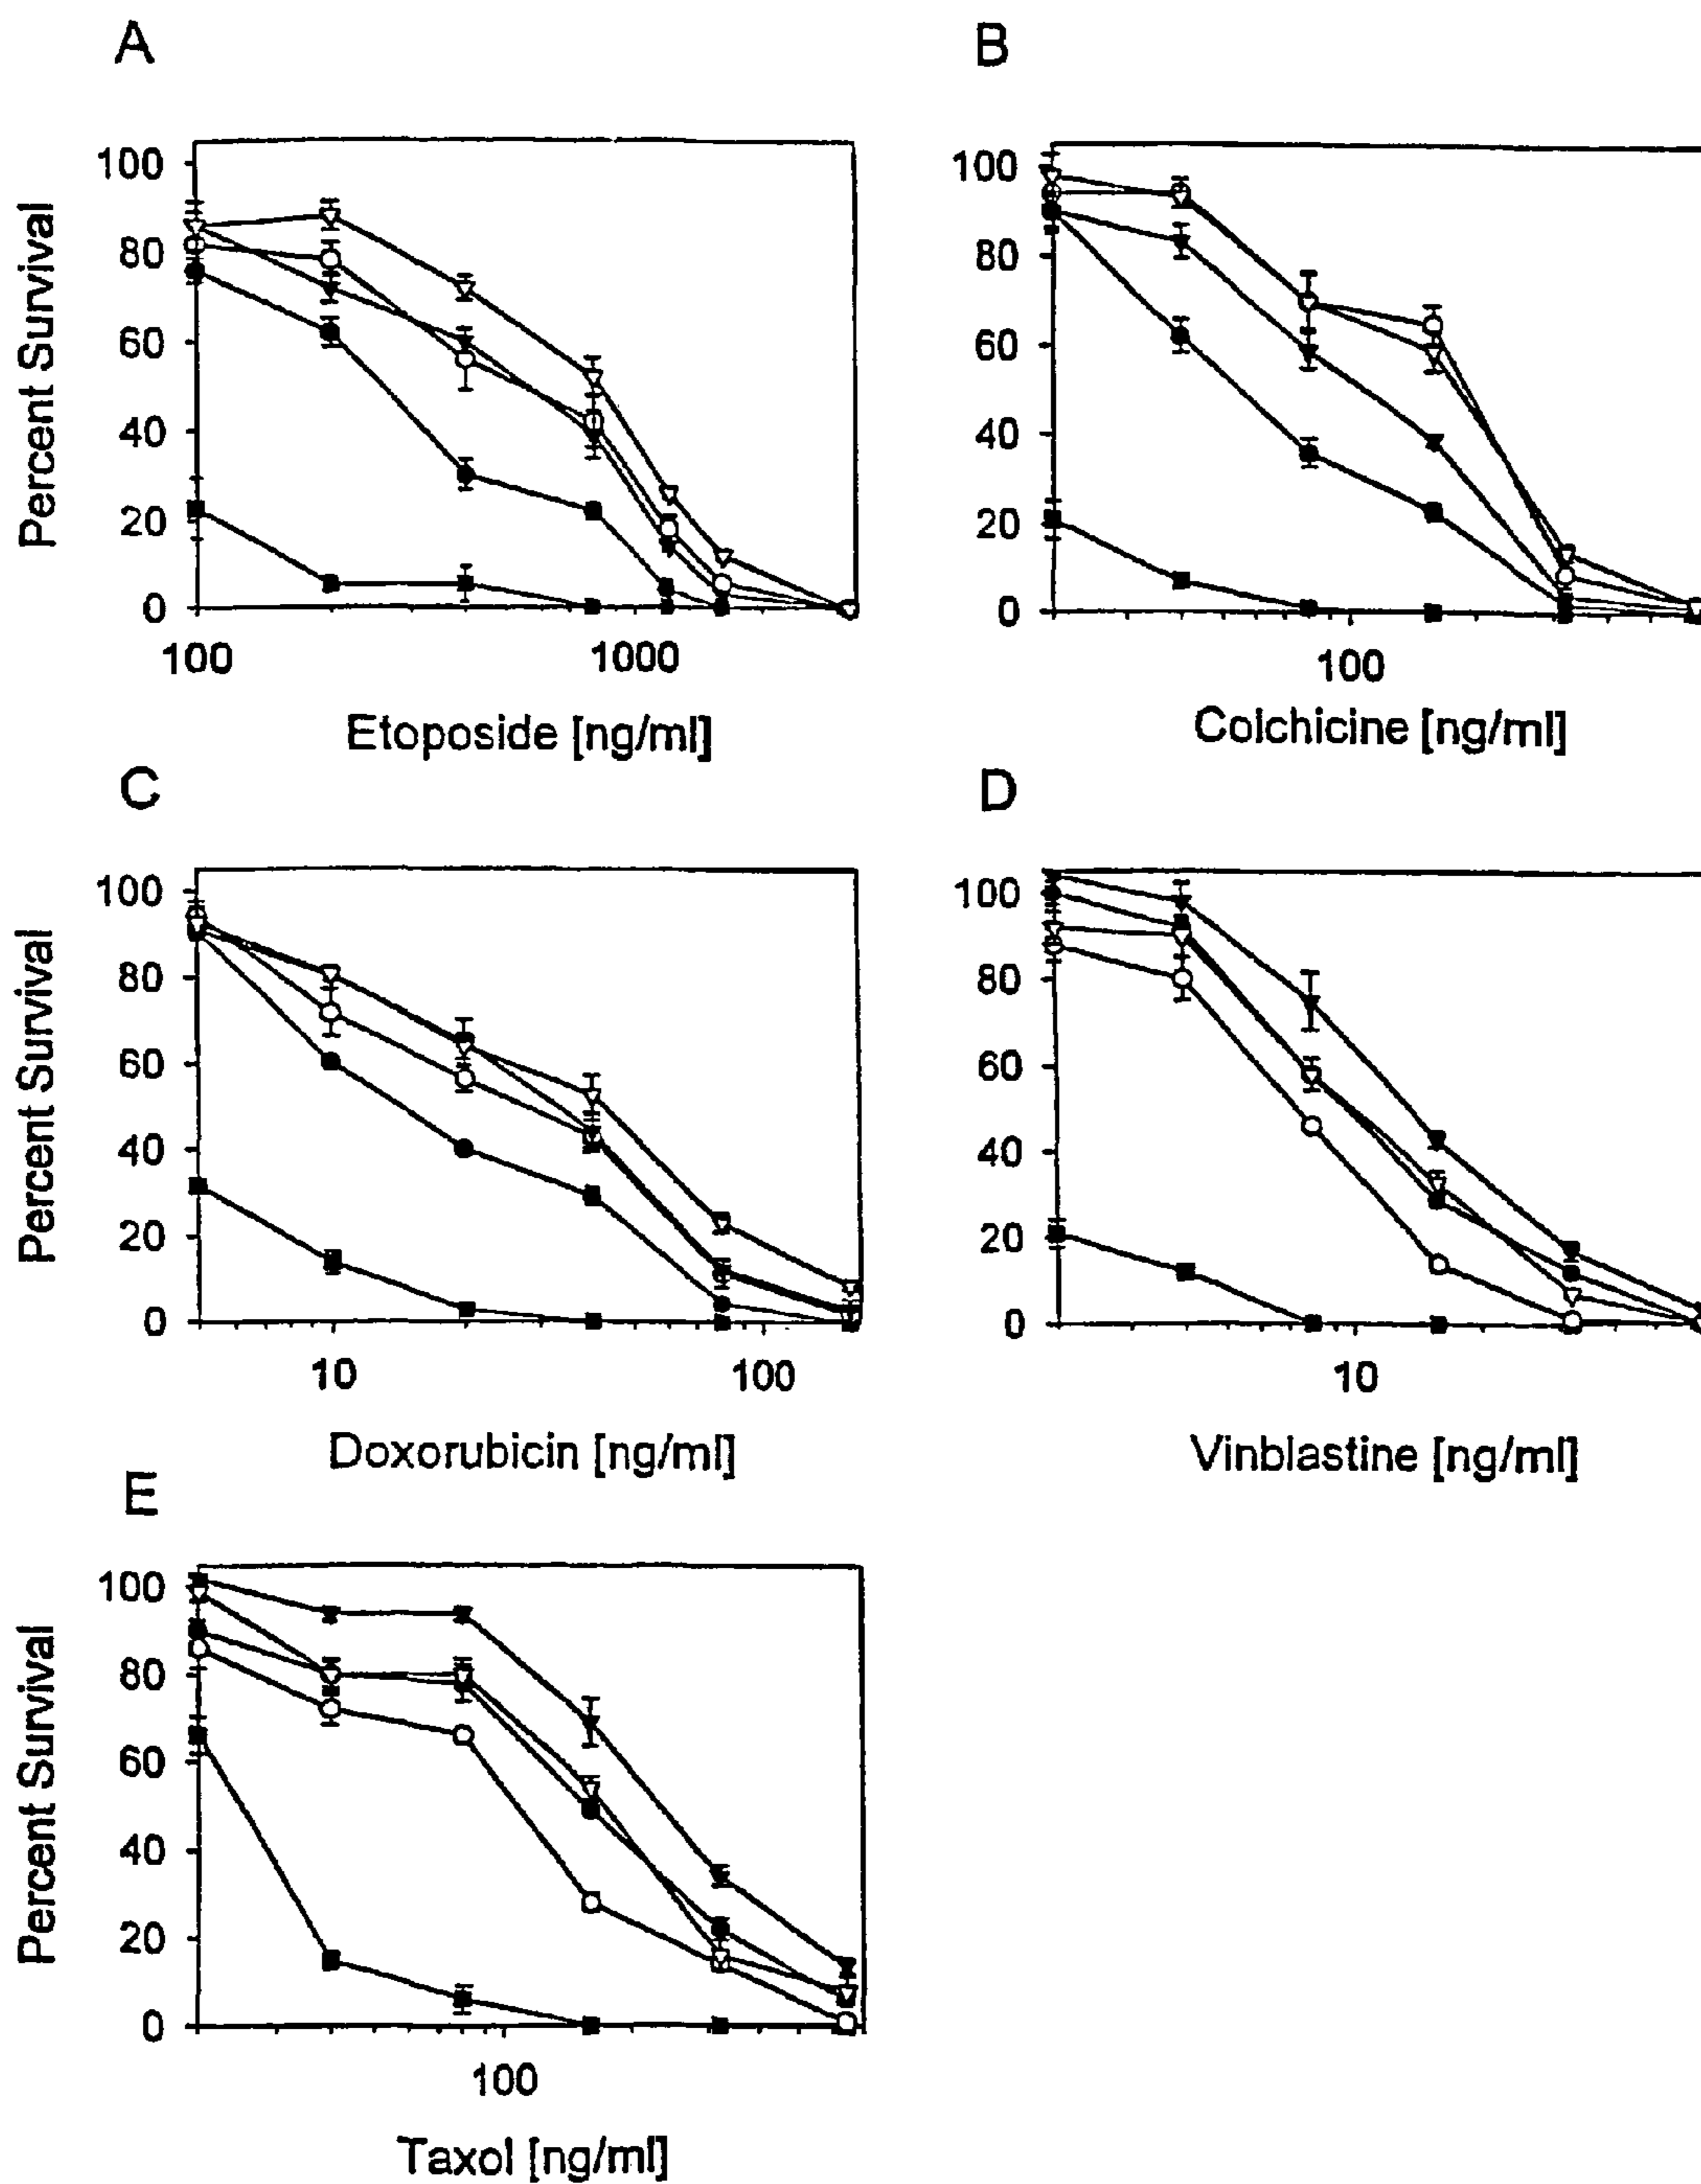 A
Percent Survival
100
80
60
40
20
0
100 1000
Etoposide [ng/ml]
B
100
80
60
40
20
0
100
Colchicine [ng/ml]
C
Percent Survival
100
80
60
40
20
0
10 100
Doxorubicin [ng/ml]
D
100
80
60
40
20
0
10
Vinblastine [ng/ml]
E
Percent Survival
100
80
60
40
20
0
100
Taxol [ng/ml]